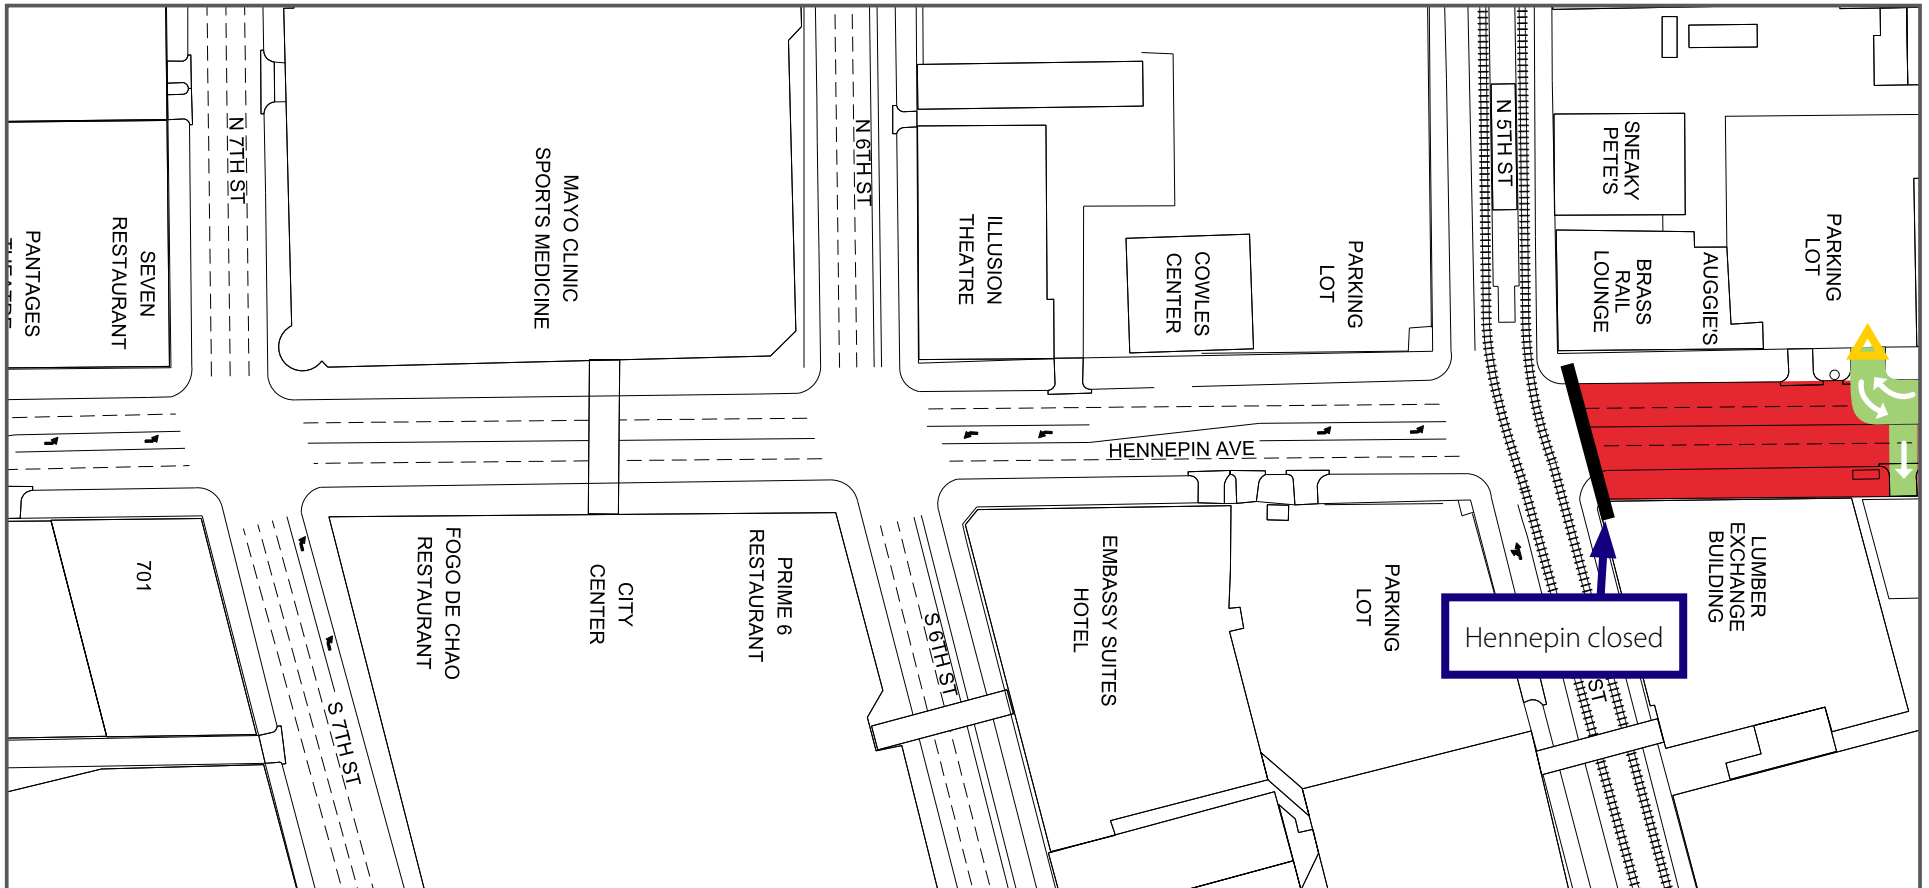 N 7TH ST
N 6TH ST
N 5TH ST
SNEAKY
PETE'S
MAYO CLINIC
SPORTS MEDICINE
SEVEN
RESTAURANT
PANTAGES
ILLUSION
THEATRE
COWLES
CENTER
PARKING
LOT
BRASS
RAIL
LOUNGE
AUGGIE'S
PARKING
LOT
HENNEPIN AVE
701
FOGO DE CHAO
RESTAURANT
CITY
CENTER
PRIME 6
RESTAURANT
EMBASSY SUITES
HOTEL
PARKING
LOT
LUMBER
EXCHANGE
BUILDING
Hennepin closed
S 7TH ST
S 6TH ST
ST